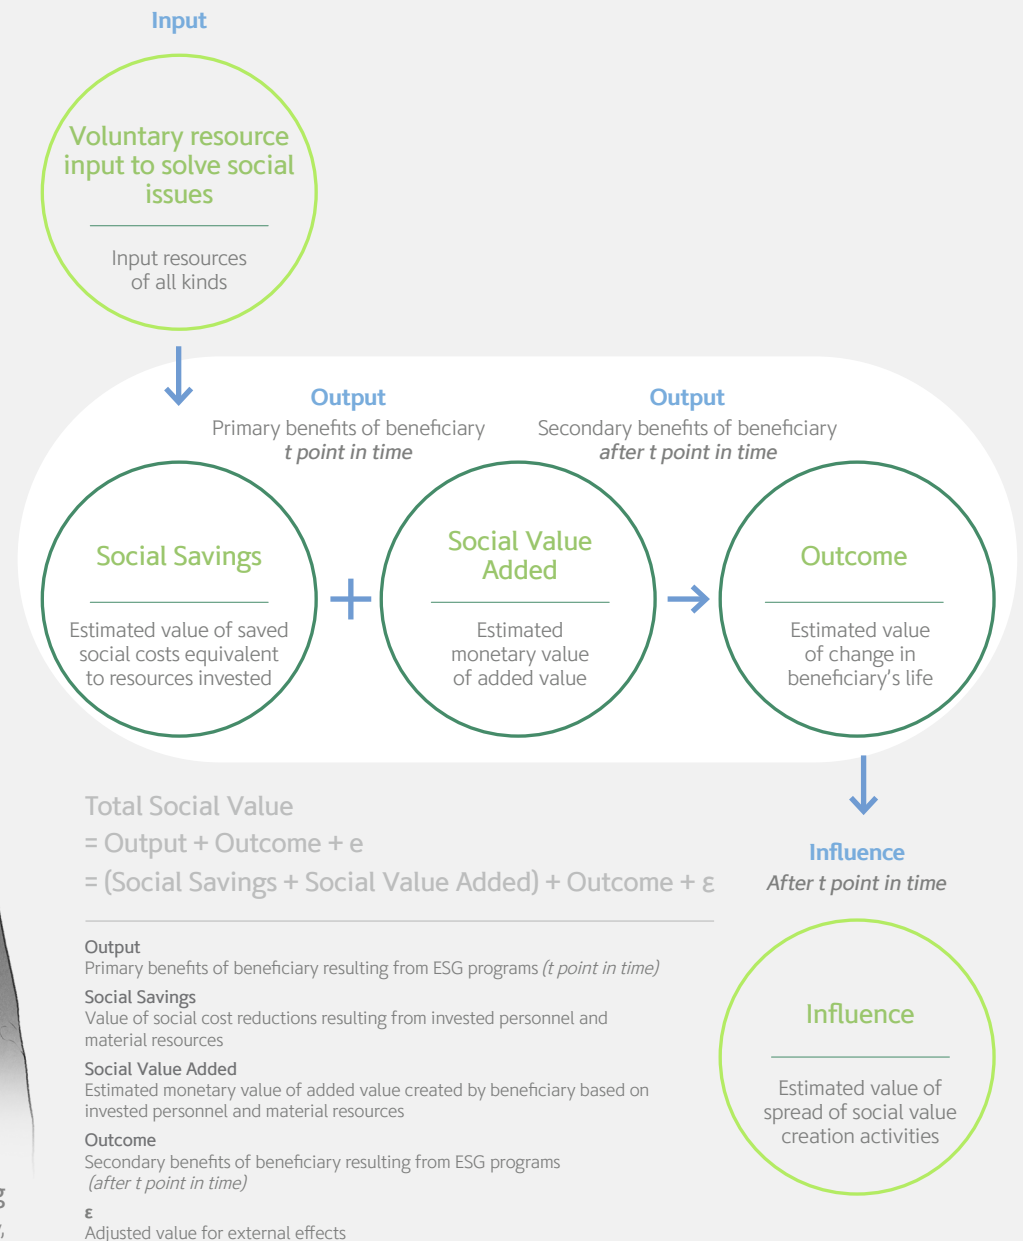 Input
Voluntary resource
input to solve social
issues
Input resources
of all kinds
Output
Primary benefits of beneficiary
t point in time
Output
Secondary benefits of beneficiary
after t point in time
Social Savings
Estimated value of saved
social costs equivalent
to resources invested
+
Social Value
Added
Estimated
monetary value
of added value
Outcome
Estimated value
of change in
beneficiary's life
Total Social Value
= Output + Outcome + e
= (Social Savings + Social Value Added) + Outcome + ε
Output
Primary benefits of beneficiary resulting from ESG programs (t point in time)
Social Savings
Value of social cost reductions resulting from invested personnel and
material resources
Social Value Added
Estimated monetary value of added value created by beneficiary based on
invested personnel and material resources
Outcome
Secondary benefits of beneficiary resulting from ESG programs
(after t point in time)
ε
Adjusted value for external effects
Influence
After t point in time
Influence
Estimated value of
spread of social value
creation activities